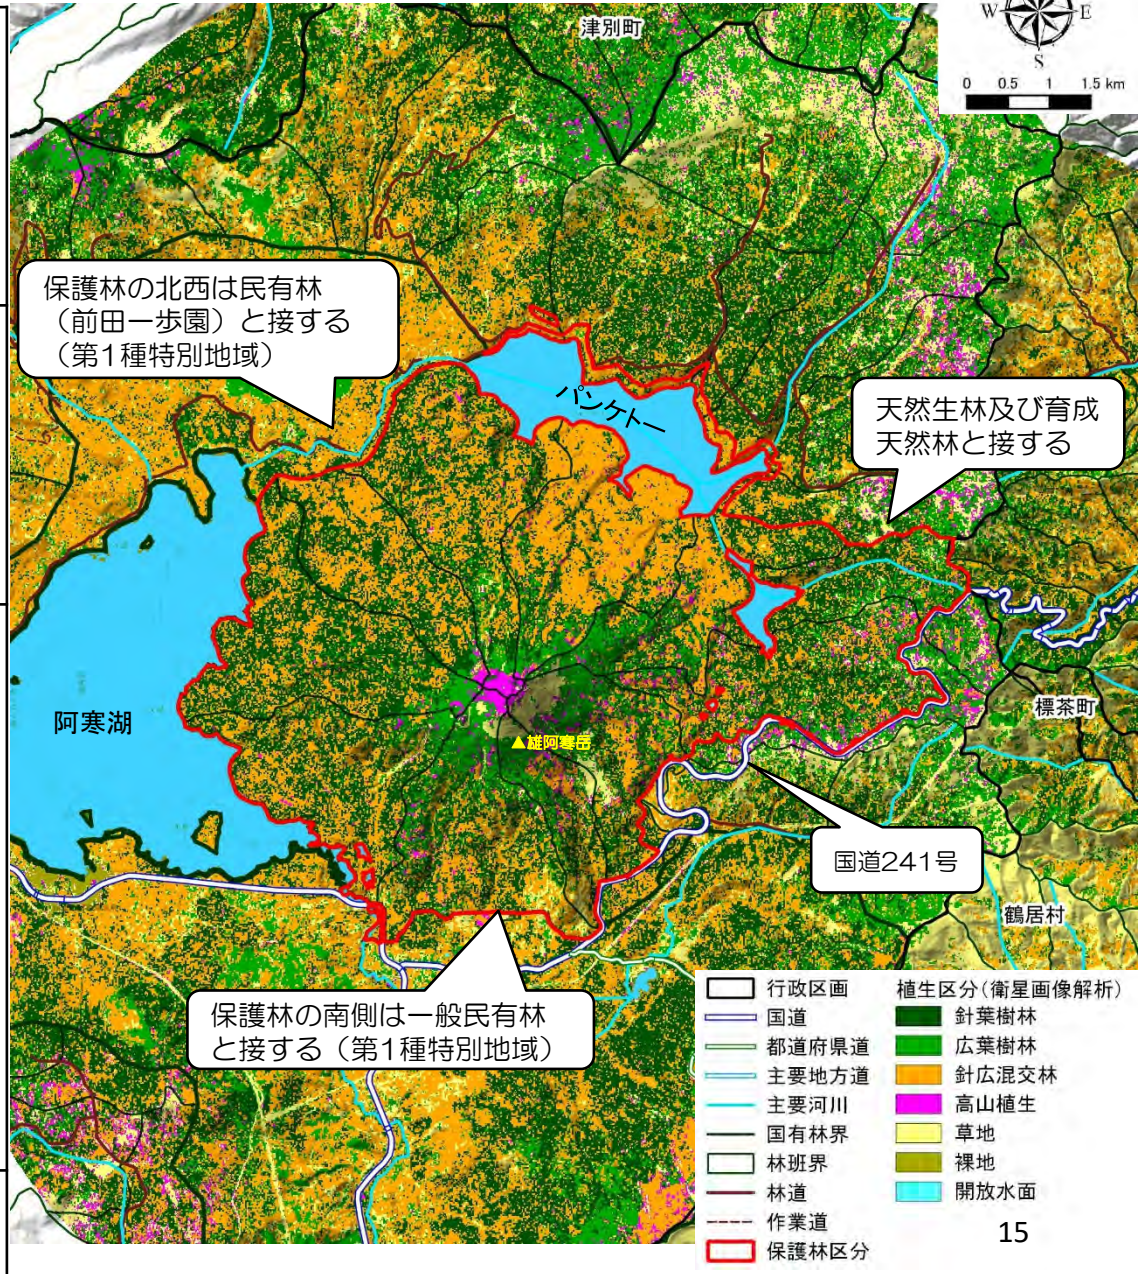 津別町
W
E
S
0 0.5 1 1.5 km
保護林の北西は民有林
（前田一歩園）と接する
（第1種特別地域）
パンケトー
天然生林及び育成
天然林と接する
阿寒湖
▲雄阿寒岳
標茶町
国道241号
鶴居村
保護林の南側は一般民有林
と接する（第1種特別地域）
行政区画
国道
都道府県道
主要地方道
主要河川
国有林界
林班界
林道
作業道
保護林区分
植生区分(衛星画像解析)
針葉樹林
広葉樹林
針広混交林
高山植生
草地
裸地
開放水面
15